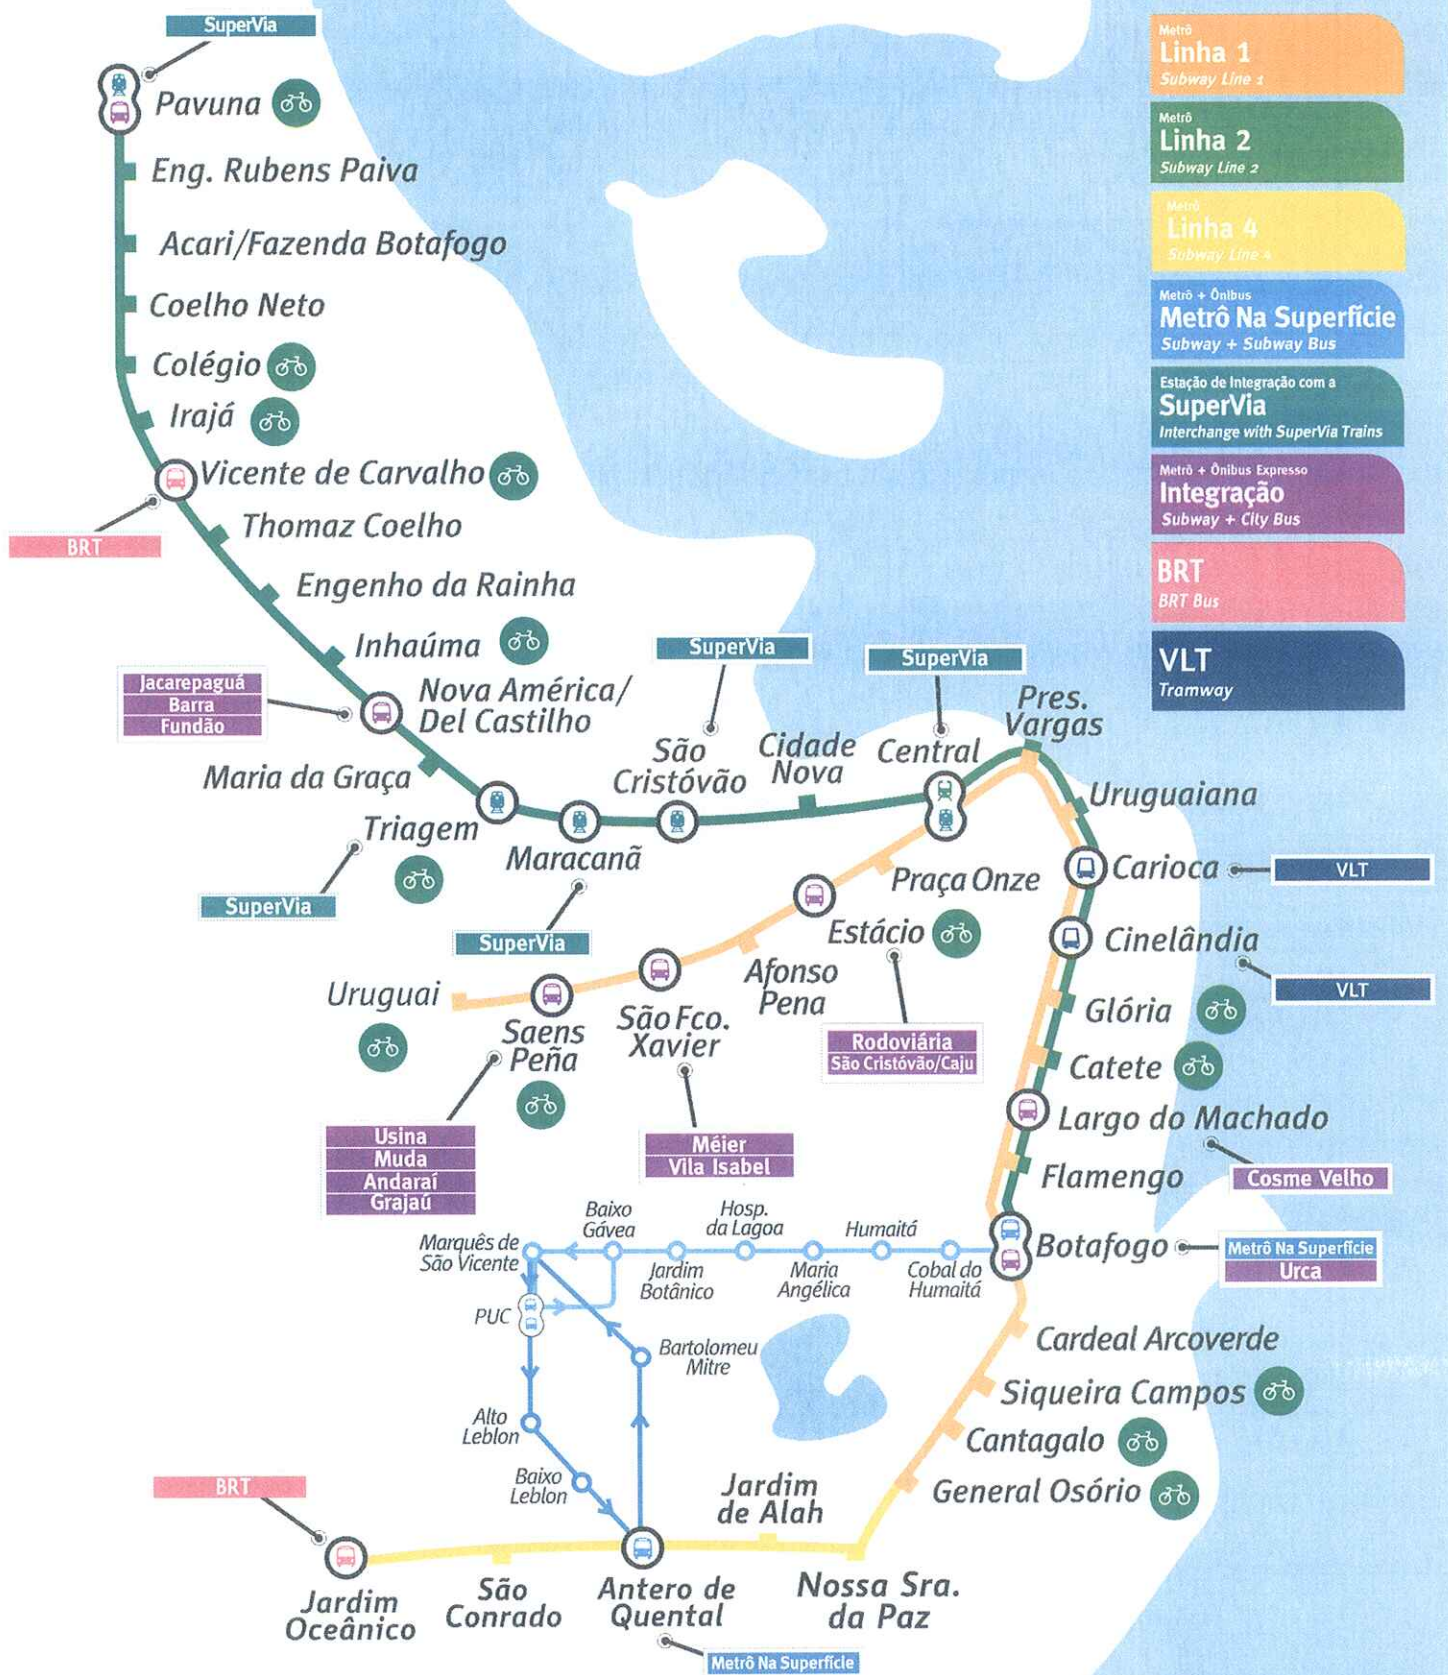 SuperVia
Pavuna
Eng. Rubens Paiva
Acari/Fazenda Botafogo
Coelho Neto
Colégio
Irajá
Vicente de Carvalho
BRT
Thomaz Coelho
Engenho da Rainha
Inhaúma
Jacarepaguá
Barra
Fundão
Nova América/
Del Castilho
Maria da Graça
Triagem
SuperVia
Maracanã
SuperVia
SuperVia
São
Cristóvão
Cidade
Nova
SuperVia
Central
Pres.
Vargas
Uruguaiana
Carioca
VLT
Cinelândia
VLT
Praça Onze
Estácio
Rodoviária
São Cristóvão/Caju
Afonso
Pena
São Fco.
Xavier
Méier
Vila Isabel
Saens
Peña
Usina
Muda
Andaraí
Grajaú
Uruguai
Glória
Catete
Largo do Machado
Cosme Velho
Flamengo
Botafogo
Metrô Na Superfície
Urca
Cobal do
Humaitá
Humaitá
Maria
Angélica
Hosp.
da Lagoa
Jardim
Botânico
Baixo
Gávea
Marquês de
São Vicente
PUC
Bartolomeu
Mitre
Alto
Leblon
Baixo
Leblon
Cardeal Arcoverde
Siqueira Campos
Cantagalo
General Osório
Nossa Sra.
da Paz
Jardim
de Alah
Antero de
Quental
Metrô Na Superfície
São
Conrado
Jardim
Oceânico
BRT
Metrô
Linha 1
Subway Line 1
Metrô
Linha 2
Subway Line 2
Metrô
Linha 4
Subway Line 4
Metrô + Ônibus
Metrô Na Superfície
Subway + Subway Bus
Estação de Integração com a
SuperVia
Interchange with SuperVia Trains
Metrô + Ônibus Expresso
Integração
Subway + City Bus
BRT
BRT Bus
VLT
Tramway